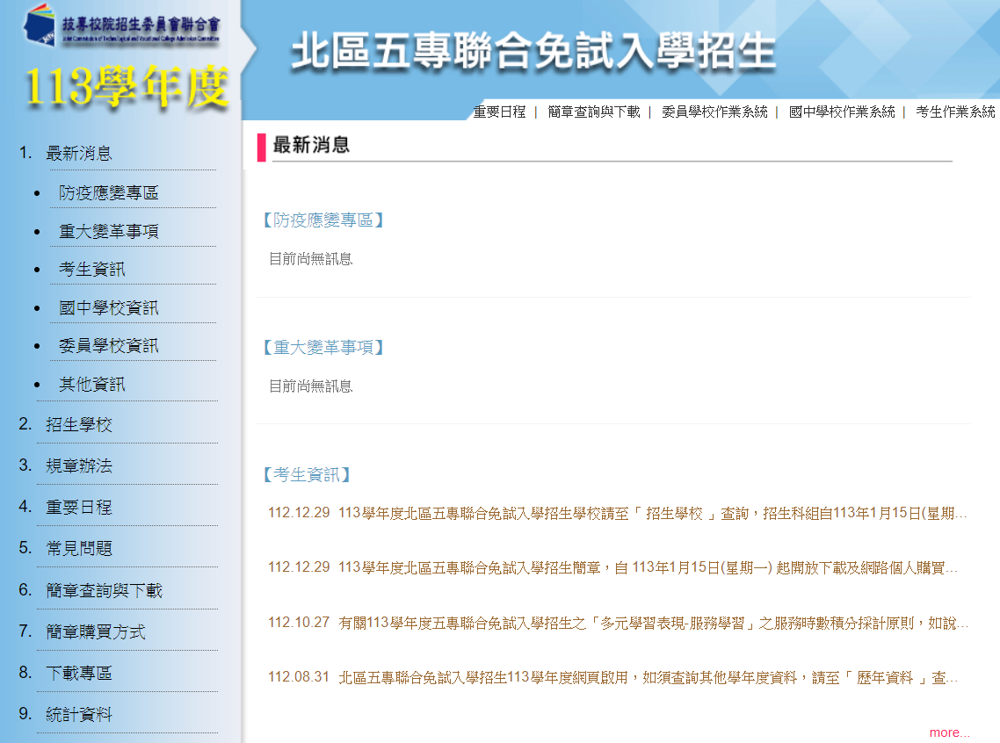 技專校院招生委員會聯合會
Joint Commission of Technological and Vocational College Admission Committee
113學年度
北區五專聯合免試入學招生
重要日程 | 簡章查詢與下載 | 委員學校作業系統 | 國中學校作業系統 | 考生作業系統
1. 最新消息
• 防疫應變專區
• 重大變革事項
• 考生資訊
• 國中學校資訊
• 委員學校資訊
• 其他資訊
2. 招生學校
3. 規章辦法
4. 重要日程
5. 常見問題
6. 簡章查詢與下載
7. 簡章購買方式
8. 下載專區
9. 統計資料
最新消息
【防疫應變專區】
目前尚無訊息
【重大變革事項】
目前尚無訊息
【考生資訊】
112.12.29 113學年度北區五專聯合免試入學招生學校請至「 招生學校 」查詢，招生科組自113年1月15日(星期...
112.12.29 113學年度北區五專聯合免試入學招生簡章，自 113年1月15日(星期一) 起開放下載及網路個人購買...
112.10.27 有關113學年度五專聯合免試入學招生之「多元學習表現-服務學習」之服務時數積分採計原則，如說...
112.08.31 北區五專聯合免試入學招生113學年度網頁啟用，如須查詢其他學年度資料，請至「 歷年資料 」查...
more...